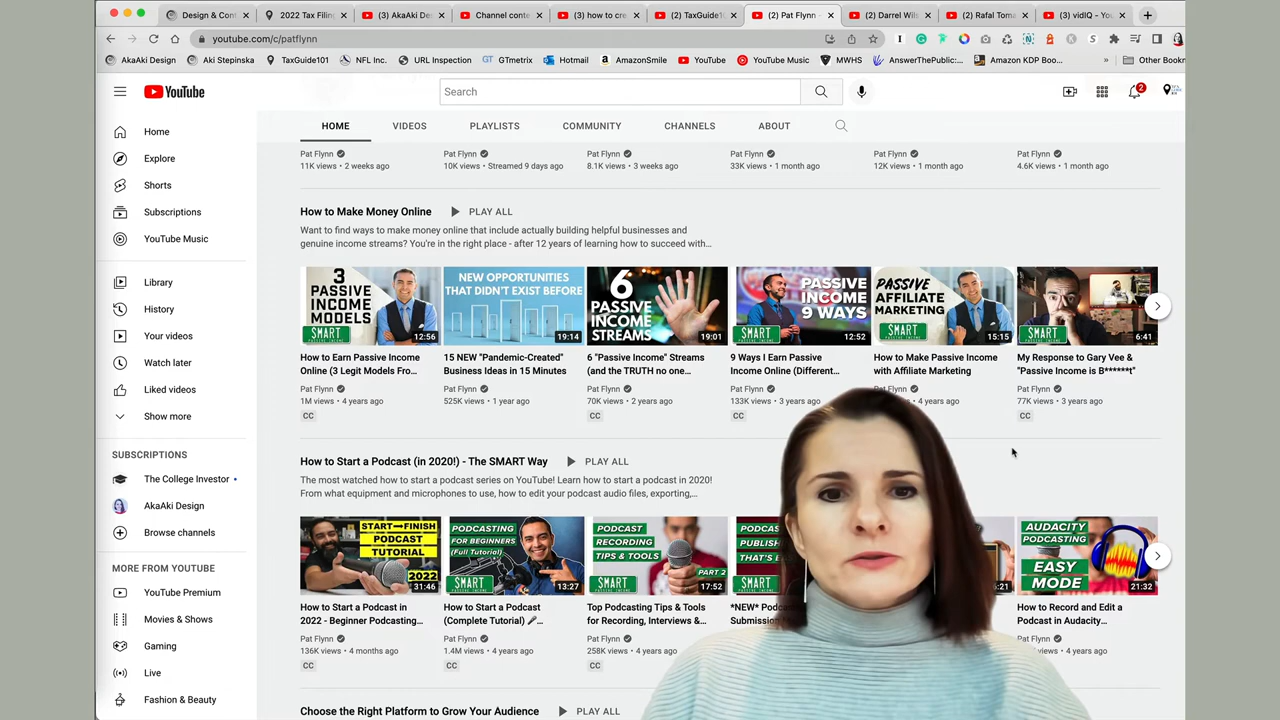 Design & Con
2022 Tax Filing
(3) AkaAki De
Channel conte
(3) how to cre
(2) TaxGuide1
(2) Pat Flynn -
(2) Darrel Wils
(2) Rafal Toma
(3) vidIQ - You
youtube.com/c/patflynn
AkaAki Design
Aki Stepinska
TaxGuide101
NFL Inc.
URL Inspection
GTmetrix
Hotmail
AmazonSmile
YouTube
YouTube Music
MWHS
AnswerThePublic:...
Amazon KDP Boo...
»
Other Bookm
YouTube
Search
2
Home
Explore
Shorts
Subscriptions
YouTube Music
Library
History
Your videos
Watch later
Liked videos
Show more
SUBSCRIPTIONS
The College Investor
AkaAki Design
Browse channels
MORE FROM YOUTUBE
YouTube Premium
Movies & Shows
Gaming
Live
Fashion & Beauty
HOME VIDEOS PLAYLISTS COMMUNITY CHANNELS ABOUT
Pat Flynn
11K views • 2 weeks ago
Pat Flynn
10K views • Streamed 9 days ago
Pat Flynn
8.1K views • 3 weeks ago
Pat Flynn
33K views • 1 month ago
Pat Flynn
12K views • 1 month ago
Pat Flynn
4.6K views • 1 month ago
How to Make Money Online PLAY ALL
Want to find ways to make money online that include actually building helpful businesses and
genuine income streams? You're in the right place - after 12 years of learning how to succeed with...
3
PASSIVE
INCOME
MODELS
SMART
12:56
How to Earn Passive Income
Online (3 Legit Models Fro...
Pat Flynn
1M views • 4 years ago
CC
NEW OPPORTUNITIES
THAT DIDN'T EXIST BEFORE
19:14
15 NEW "Pandemic-Created"
Business Ideas in 15 Minutes
Pat Flynn
525K views • 1 year ago
6
PASSIVE
INCOME
STREAMS
19:01
6 "Passive Income" Streams
(and the TRUTH no one...
Pat Flynn
70K views • 2 years ago
CC
PASSIVE
INCOME
9 WAYS
SMART
12:52
9 Ways I Earn Passive
Income Online (Different...
Pat Flynn
133K views • 3 years ago
CC
PASSIVE
AFFILIATE
MARKETING
SMART
15:15
How to Make Passive Income
with Affiliate Marketing
Flynn
4 years ago
SMART
6:41
My Response to Gary Vee &
"Passive Income is B******t"
Pat Flynn
77K views • 3 years ago
CC
How to Start a Podcast (in 2020!) - The SMART Way PLAY ALL
The most watched how to start a podcast series on YouTube! Learn how to start a podcast in 2020!
From what equipment and microphones to use, how to edit your podcast audio files, exporting,...
START→FINISH
PODCAST
TUTORIAL
2022
31:46
How to Start a Podcast in
2022 - Beginner Podcasting...
Pat Flynn
136K views • 4 months ago
CC
PODCASTING
FOR BEGINNERS
(Full Tutorial)
SMART
13:27
How to Start a Podcast
(Complete Tutorial) 🎤...
Pat Flynn
1.4M views • 4 years ago
CC
PODCAST
RECORDING
TIPS & TOOLS
PART 2
SMART
17:52
Top Podcasting Tips & Tools
for Recording, Interviews &...
Pat Flynn
258K views • 4 years ago
CC
PODCAS
PUBLISH
THAT'S E
SMART
*NEW* Podca
Submission
:21
AUDACITY
PODCASTING
EASY
MODE
21:32
How to Record and Edit a
Podcast in Audacity...
Pat Flynn
ws • 4 years ago
Choose the Right Platform to Grow Your Audience PLAY ALL